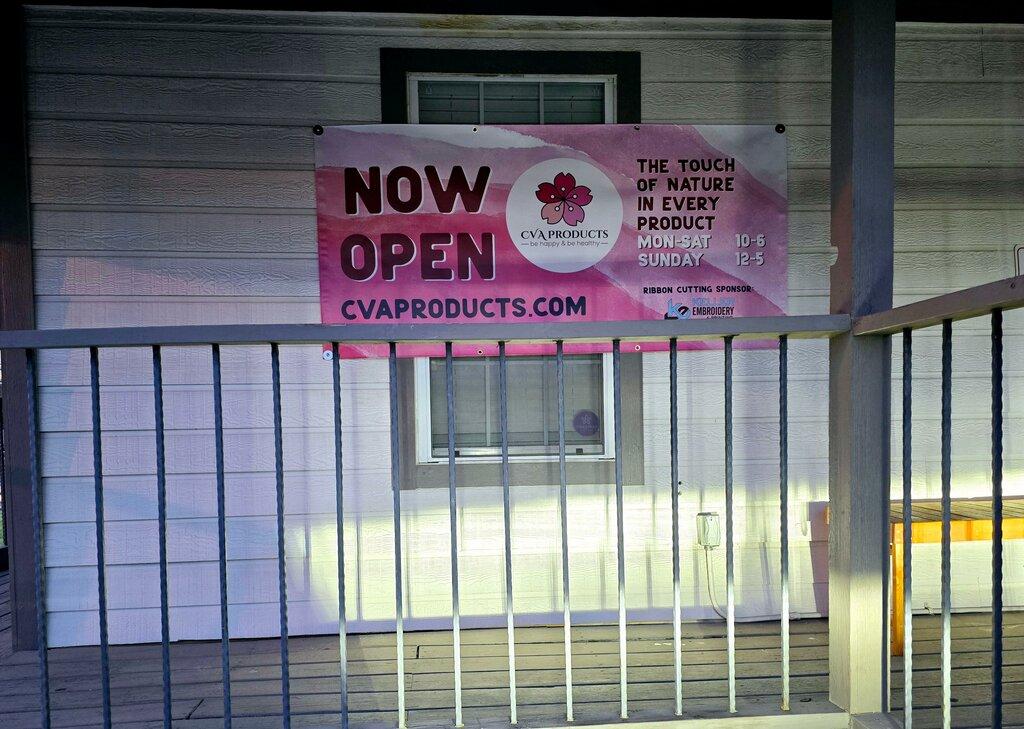 NOW
OPEN
CVAPRODUCTS.COM
CVA PRODUCTS
be happy & be healthy
THE TOUCH
OF NATURE
IN EVERY
PRODUCT
MON-SAT 10-6
SUNDAY 12-5
RIBBON CUTTING SPONSOR:
EMBROIDERY